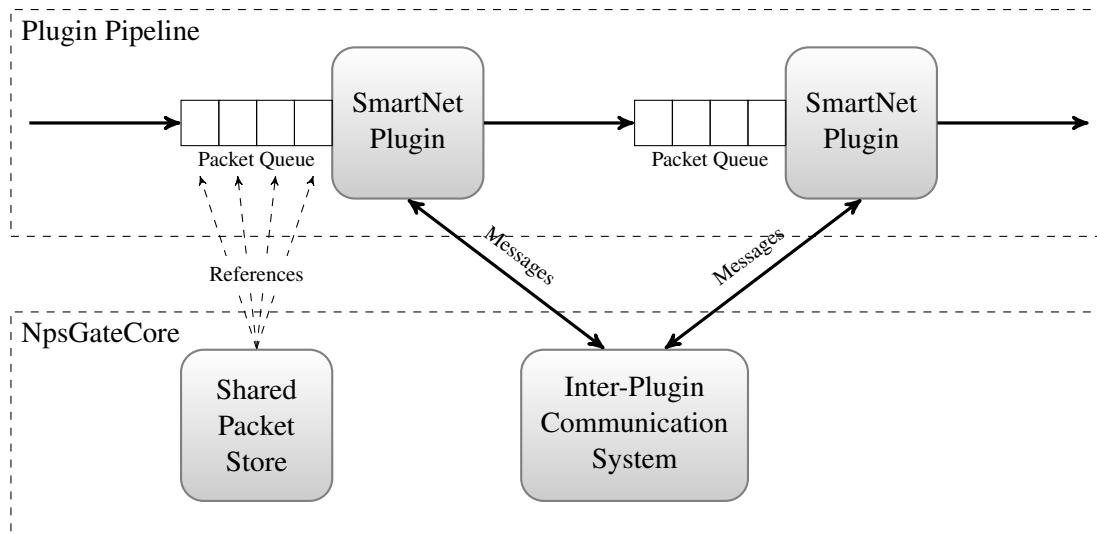 Plugin Pipeline
SmartNet
Plugin
Packet Queue
SmartNet
Plugin
Packet Queue
References
Messages
Messages
NpsGateCore
Shared
Packet
Store
Inter-Plugin
Communication
System